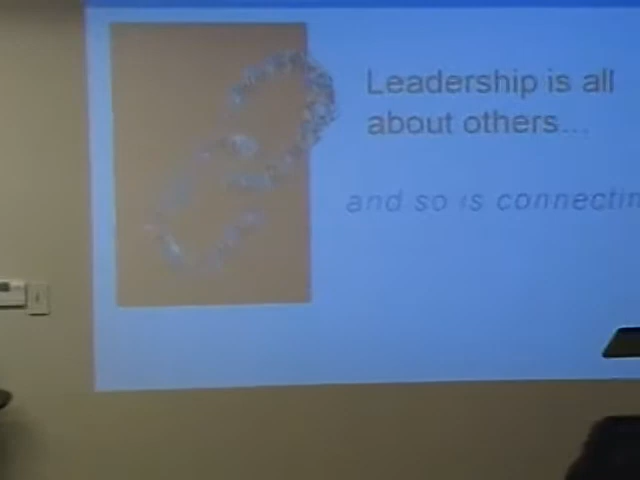 Leadership is all
about others...
and so is connectin